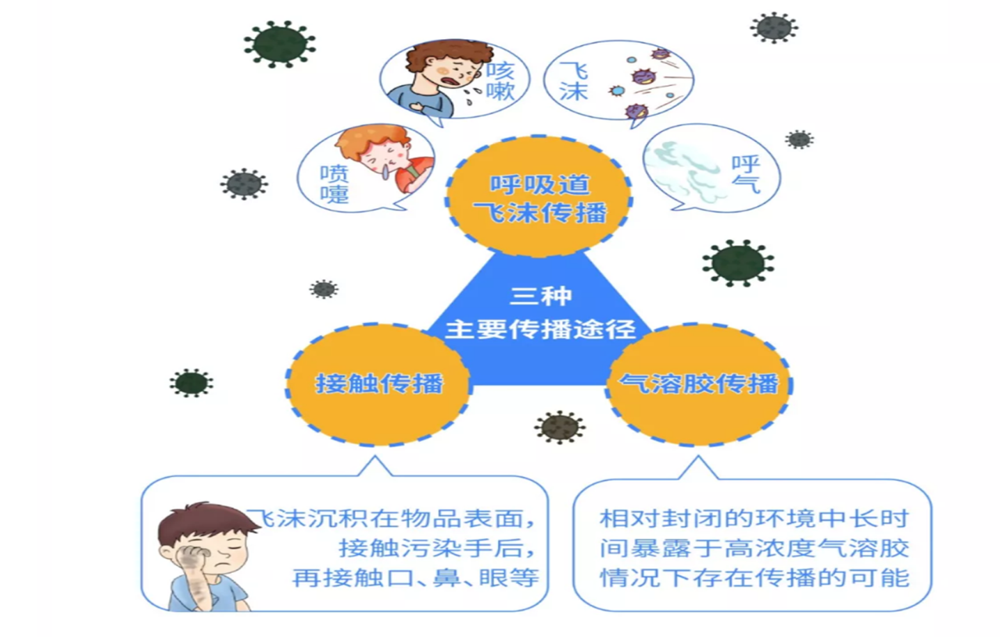 咳
嗽
飞
沫
喷
嚏
呼
气
呼吸道
飞沫传播
三种
主要传播途径
接触传播
气溶胶传播
飞沫沉积在物品表面，
接触污染手后，
再接触口、鼻、眼等
相对封闭的环境中长时
间暴露于高浓度气溶胶
情况下存在传播的可能